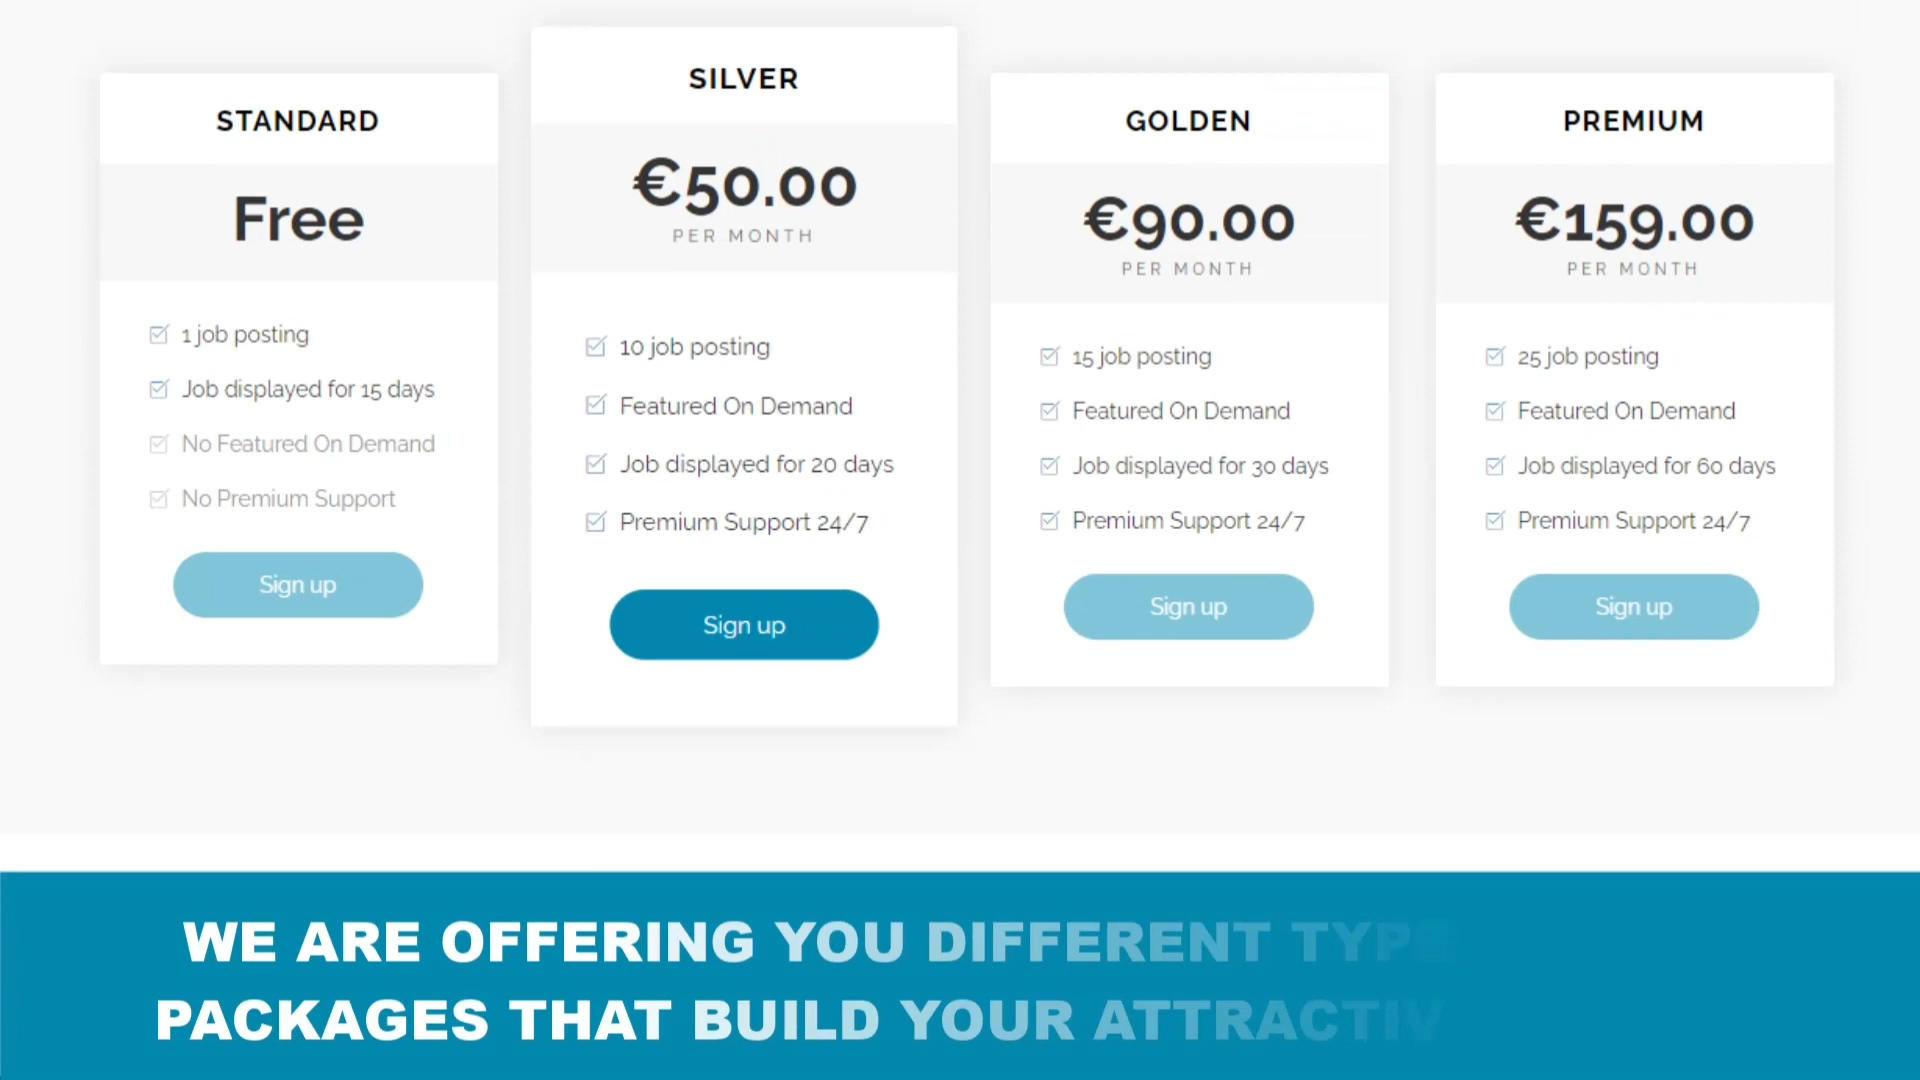 STANDARD
Free
1 job posting
Job displayed for 15 days
No Featured On Demand
No Premium Support
Sign up
SILVER
€50.00
PER MONTH
10 job posting
Featured On Demand
Job displayed for 20 days
Premium Support 24/7
Sign up
GOLDEN
€90.00
PER MONTH
15 job posting
Featured On Demand
Job displayed for 30 days
Premium Support 24/7
Sign up
PREMIUM
€159.00
PER MONTH
25 job posting
Featured On Demand
Job displayed for 60 days
Premium Support 24/7
Sign up
WE ARE OFFERING YOU DIFFERENT TYPE
PACKAGES THAT BUILD YOUR ATTRACTIV